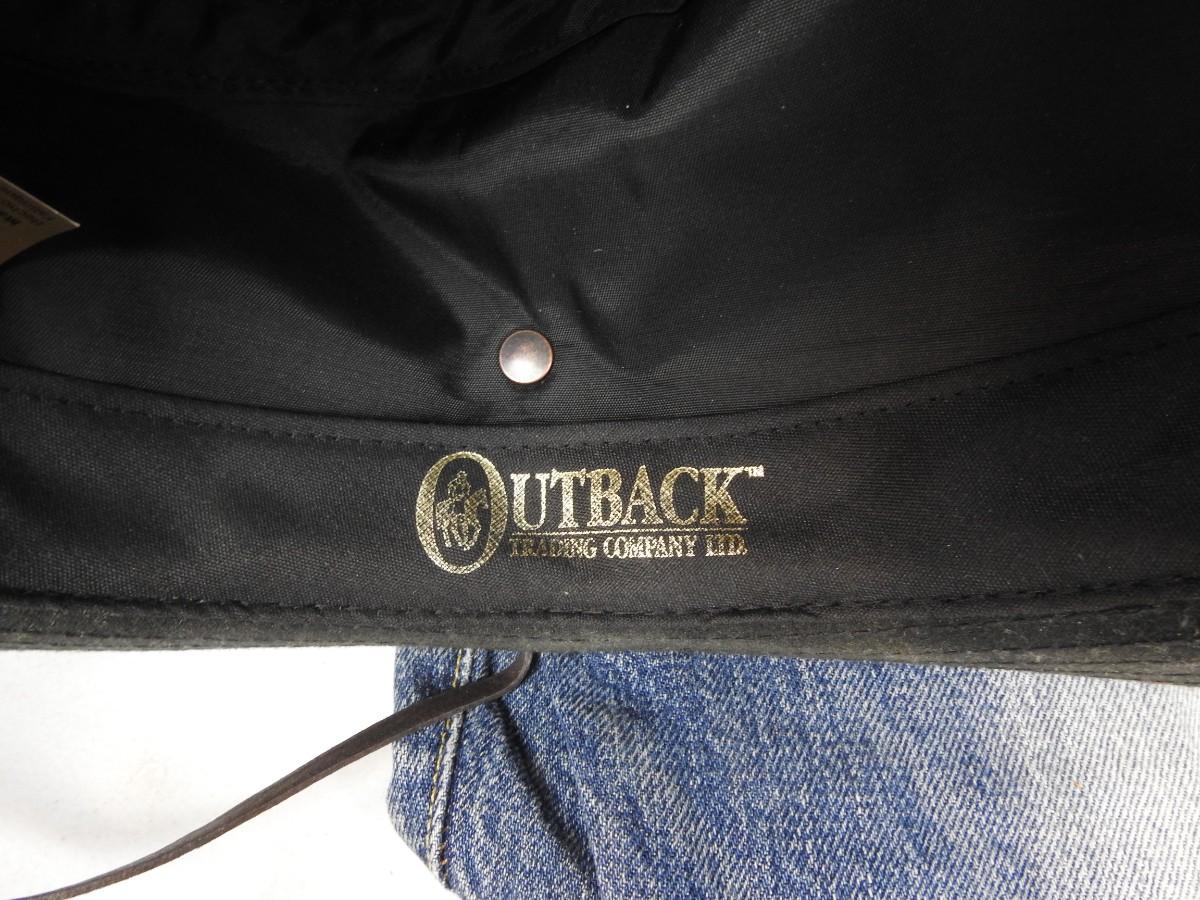 OUTBACK™
TRADING COMPANY LTD.